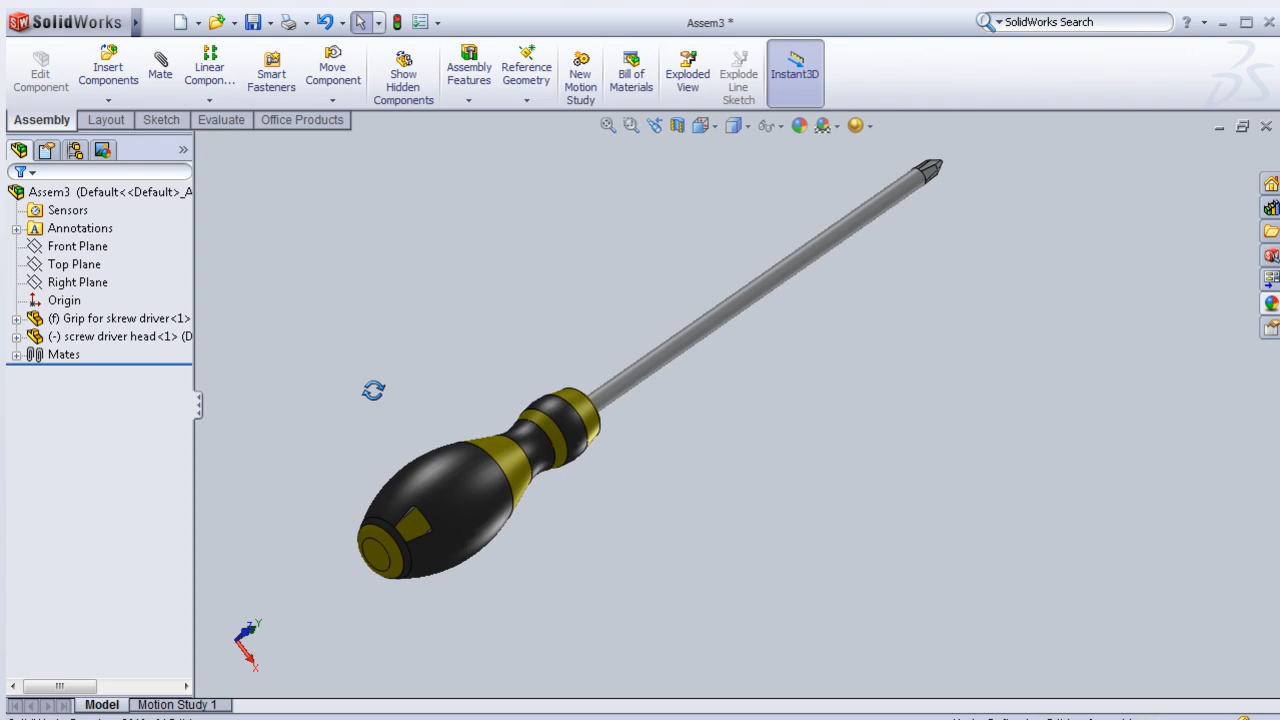 SolidWorks
Assem3 *
SolidWorks Search
Edit Component
Insert Components
Mate
Linear Compon...
Smart Fasteners
Move Component
Show Hidden Components
Assembly Features
Reference Geometry
New Motion Study
Bill of Materials
Exploded View
Explode Line Sketch
Instant3D
Assembly
Layout
Sketch
Evaluate
Office Products
Assem3 (Default<<Default>_A
Sensors
Annotations
Front Plane
Top Plane
Right Plane
Origin
(f) Grip for skrew driver<1>
(-) screw driver head<1> (D
Mates
Z
Y
X
Model
Motion Study 1